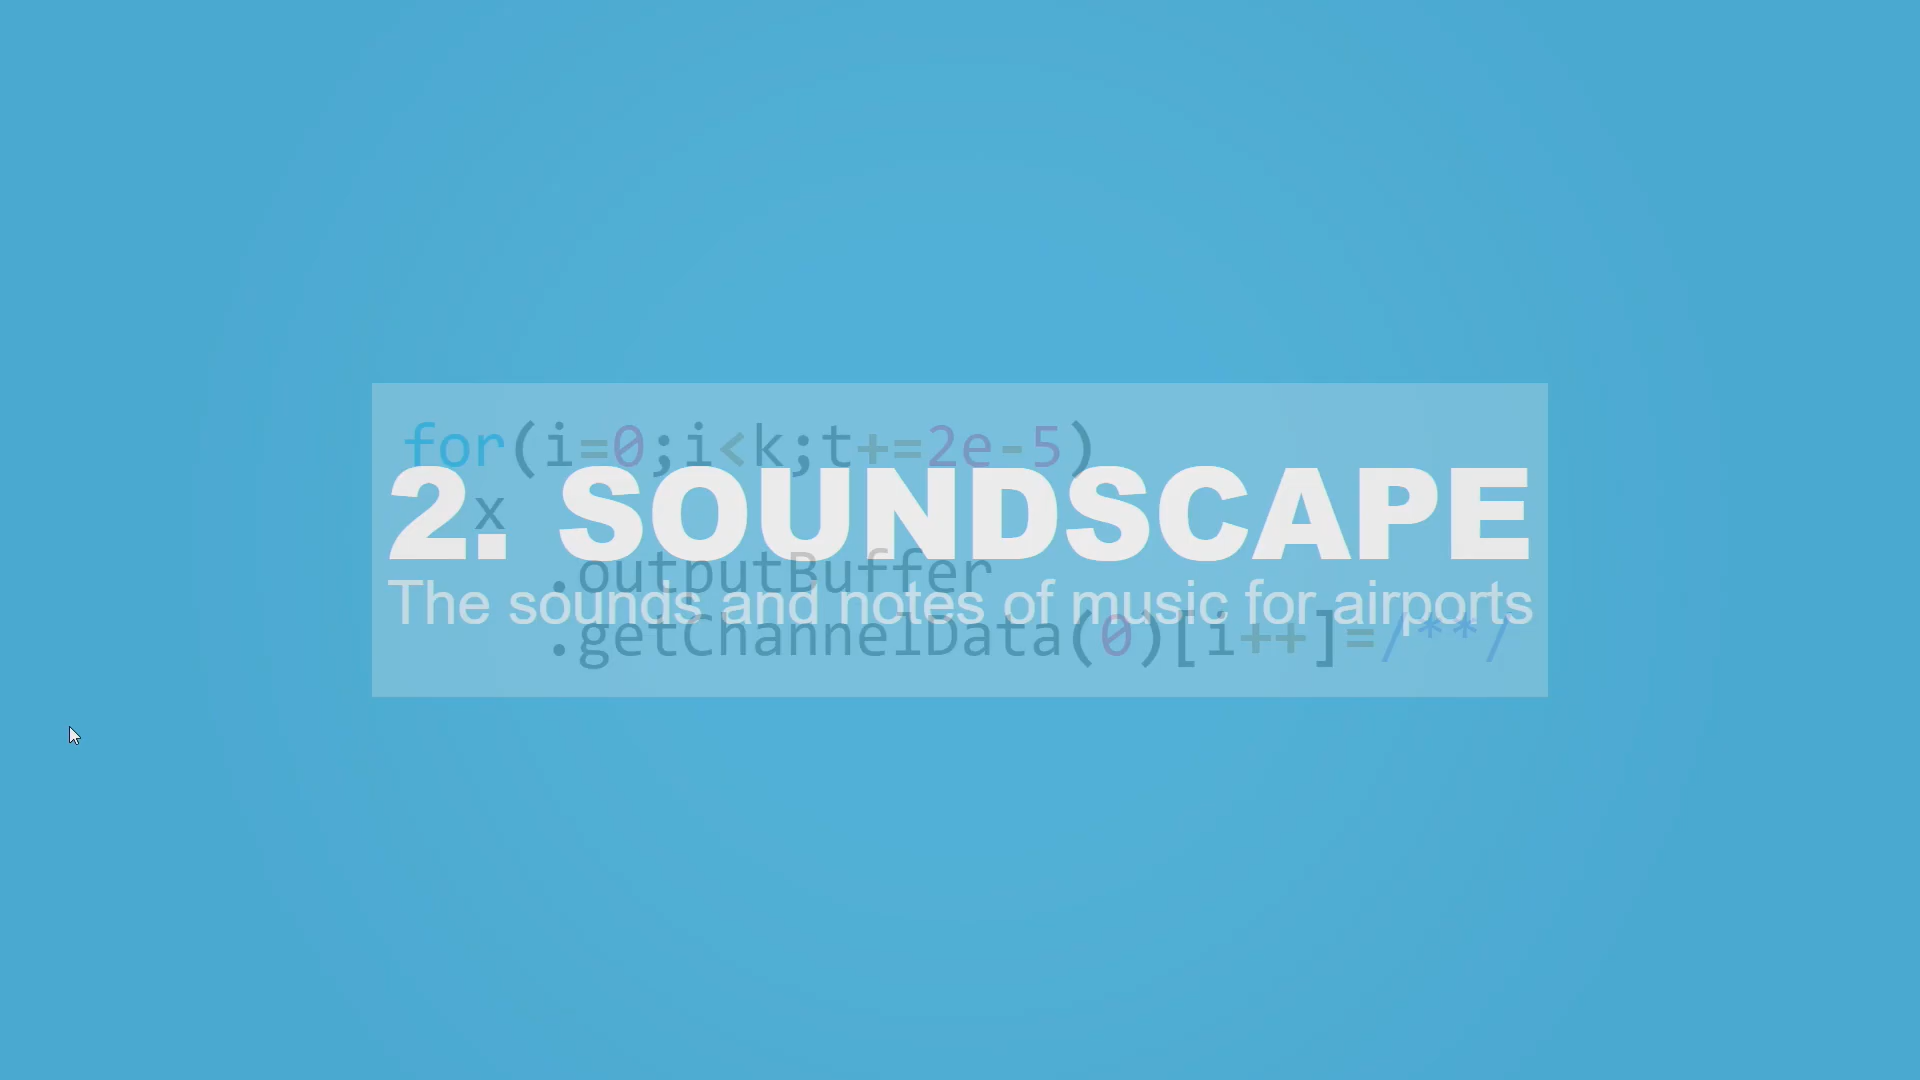 for(i=0;i<k;t+=2e-5)
2. SOUNDSCAPE
x
.outputBuffer
The sounds and notes of music for airports
.getChannelData(0)[i++]=/**/